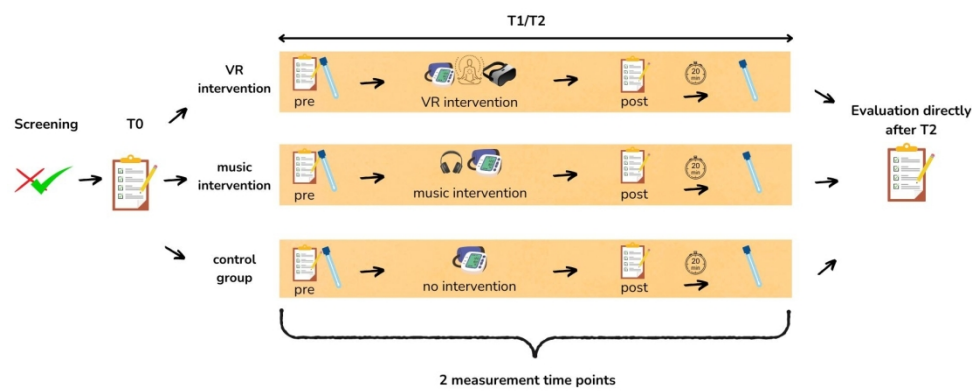 T1/T2
VR
intervention
pre
VR intervention
post
20
min
Screening
T0
Evaluation directly
after T2
music
intervention
pre
music intervention
post
20
min
control
group
pre
no intervention
post
20
min
2 measurement time points